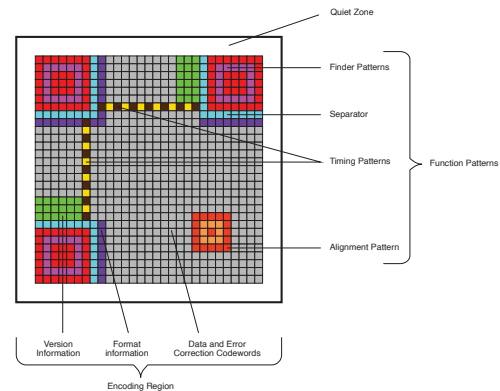 Quiet Zone
Finder Patterns
Separator
Timing Patterns
Function Patterns
Alignment Pattern
Version
Information
Format
information
Data and Error
Correction Codewords
Encoding Region